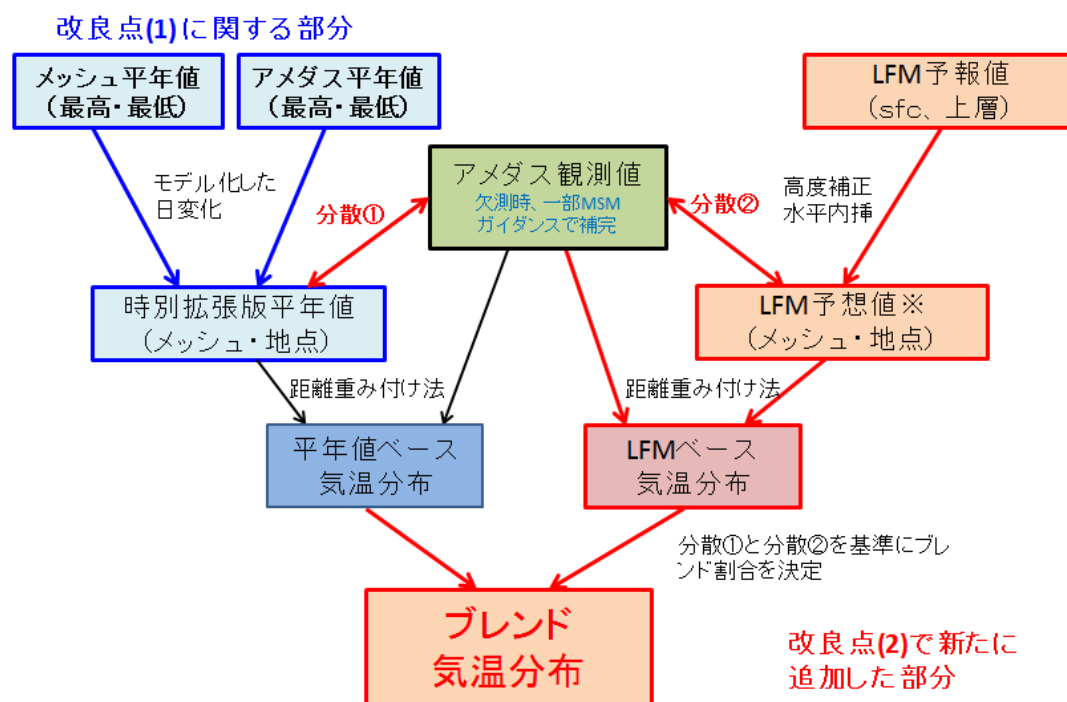 改良点(1)に関する部分
メッシュ平年値
(最高・最低)
アメダス平年値
(最高・最低)
LFM予報値
(sfc、上層)
アメダス観測値
欠測時、一部MSM
ガイダンスで補完
モデル化した
日変化
分散①
分散②
高度補正
水平内挿
時別拡張版平年値
(メッシュ・地点)
LFM予想値※
(メッシュ・地点)
距離重み付け法
距離重み付け法
平年値ベース
気温分布
LFMベース
気温分布
分散①と分散②を基準にブレ
ンド割合を決定
ブレンド
気温分布
改良点(2)で新たに
追加した部分